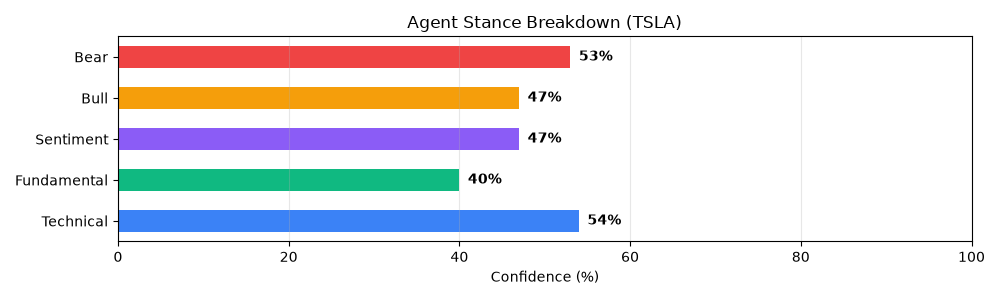 Agent Stance Breakdown (TSLA)
Bear 53%
Bull 47%
Sentiment 47%
Fundamental 40%
Technical 54%
0 20 40 60 80 100
Confidence (%)